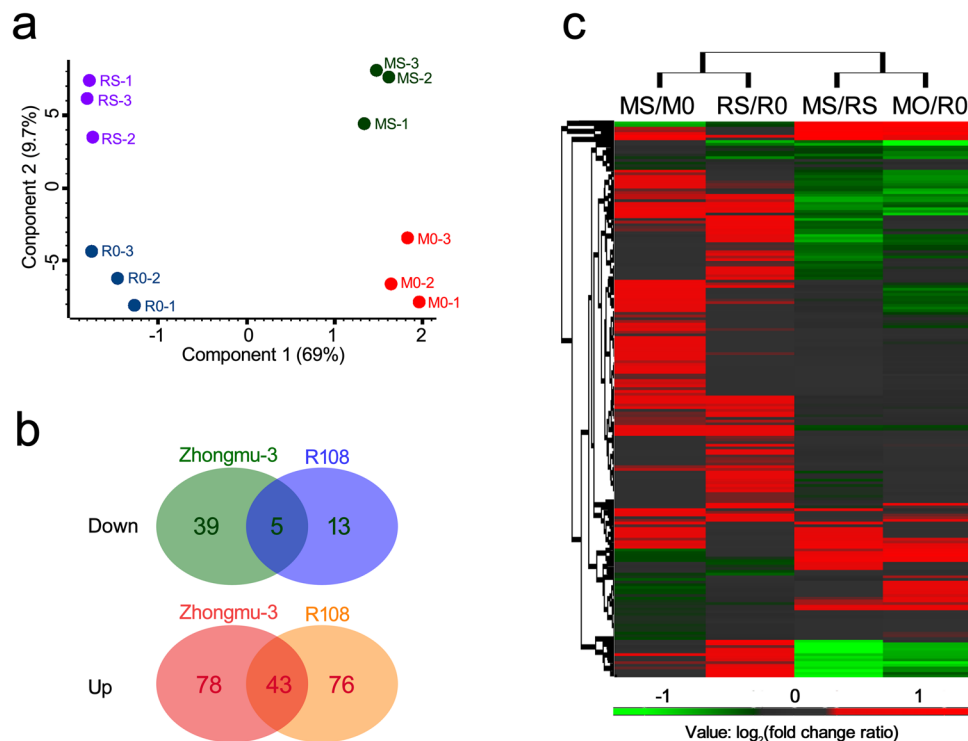 a
RS-1
RS-3
RS-2
MS-3
MS-2
MS-1
R0-3
R0-2
R0-1
M0-3
M0-2
M0-1
5
0
-5
-1
0
1
2
Component 1 (69%)
Conponent 2 (9.7%)
b
Zhongmu-3
R108
Down
39
5
13
Zhongmu-3
R108
Up
78
43
76
c
MS/M0
RS/R0
MS/RS
MO/R0
-1
0
1
Value: log₂(fold change ratio)